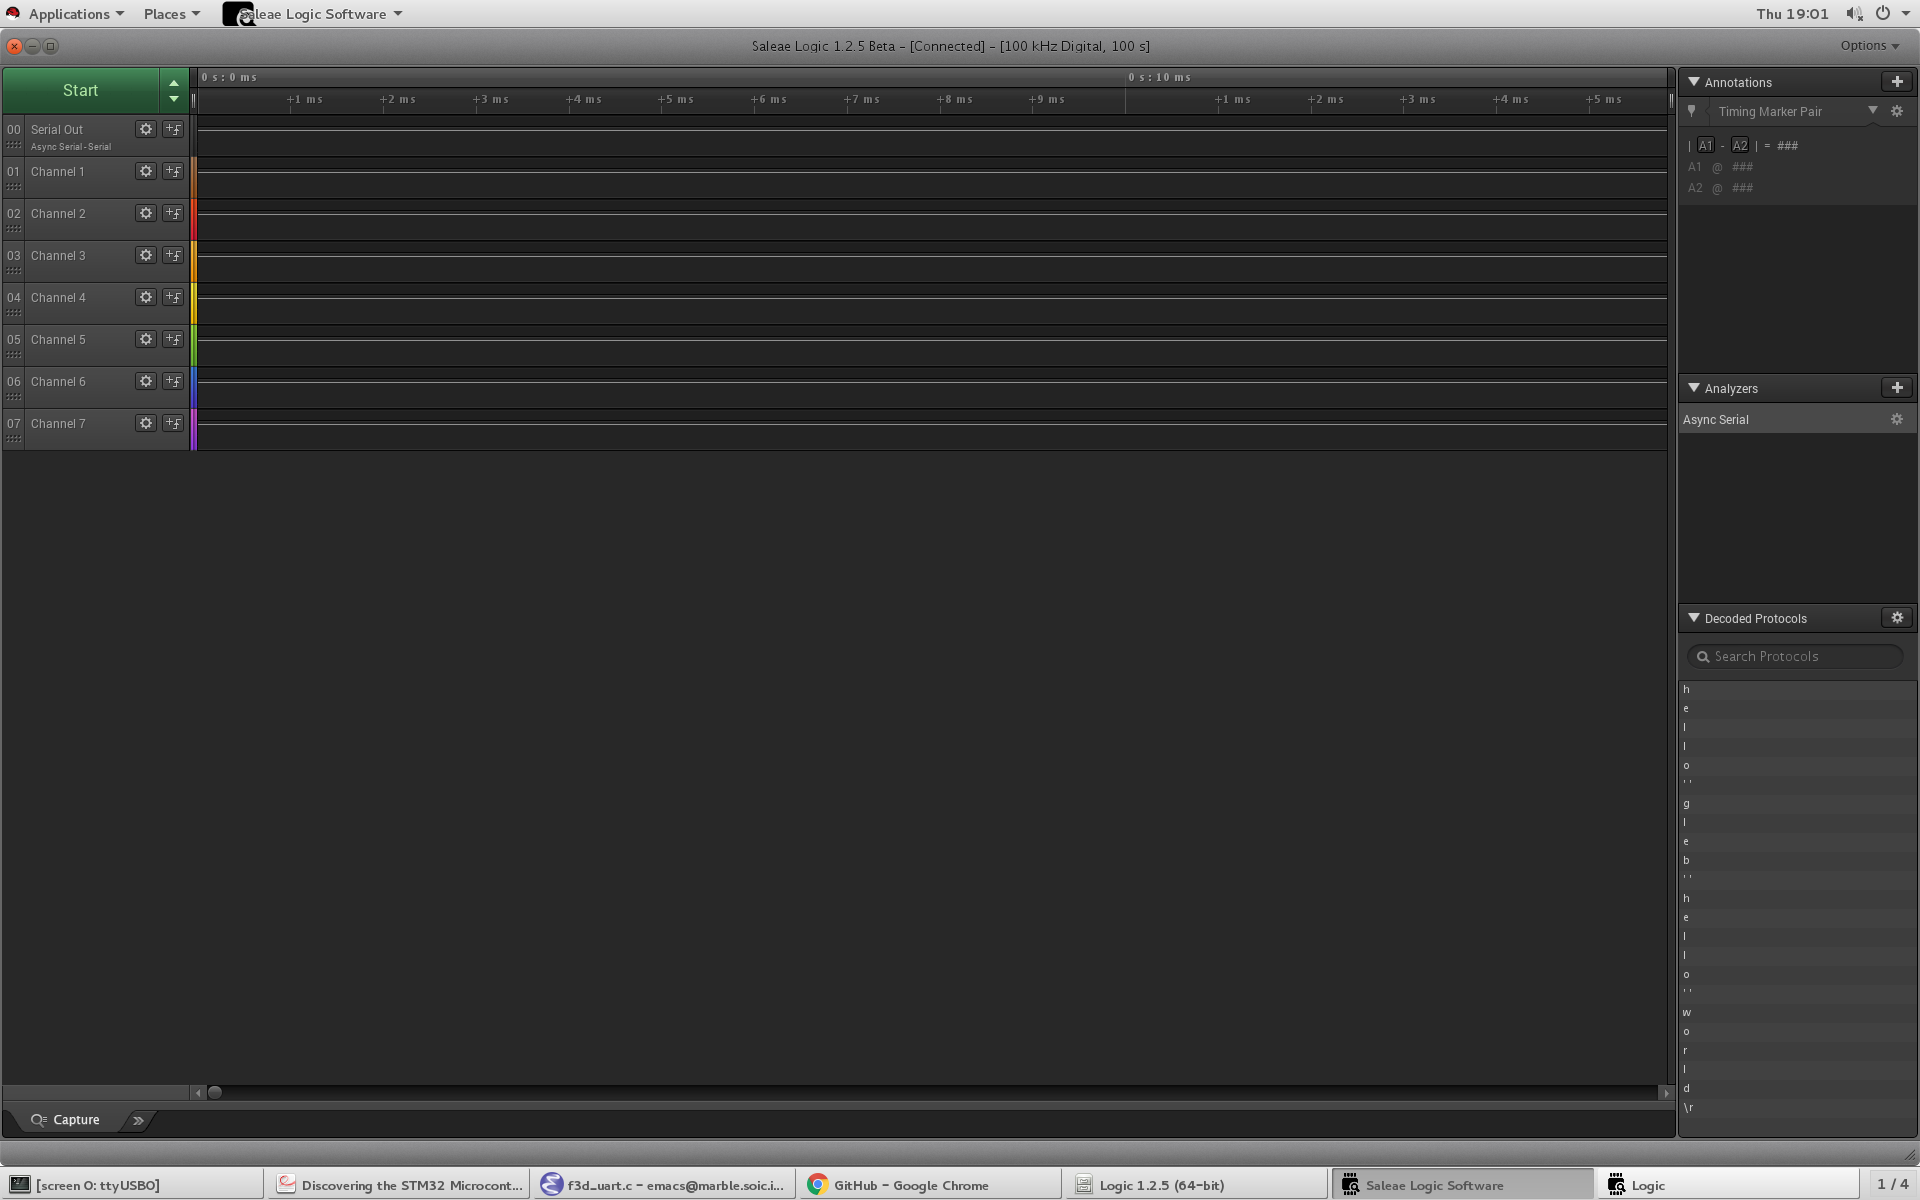 Applications Places Saleae Logic Software Thu 19:01
Saleae Logic 1.2.5 Beta – [Connected] – [100 kHz Digital, 100 s] Options
Start
0 s : 0 ms 0 s : 10 ms
+1 ms +2 ms +3 ms +4 ms +5 ms +6 ms +7 ms +8 ms +9 ms +1 ms +2 ms +3 ms +4 ms +5 ms
00 Serial Out
Async Serial - Serial
01 Channel 1
02 Channel 2
03 Channel 3
04 Channel 4
05 Channel 5
06 Channel 6
07 Channel 7
Annotations
Timing Marker Pair
| A1 - A2 | = ###
A1 @ ###
A2 @ ###
Analyzers
Async Serial
Decoded Protocols
Search Protocols
h
e
l
l
o
' '
g
l
e
b
' '
h
e
l
l
o
' '
w
o
r
l
d
\r
Capture
[screen 0: ttyUSB0] Discovering the STM32 Microcont... f3d_uart.c – emacs@marble.soic.i... GitHub – Google Chrome Logic 1.2.5 (64-bit) Saleae Logic Software Logic 1 / 4